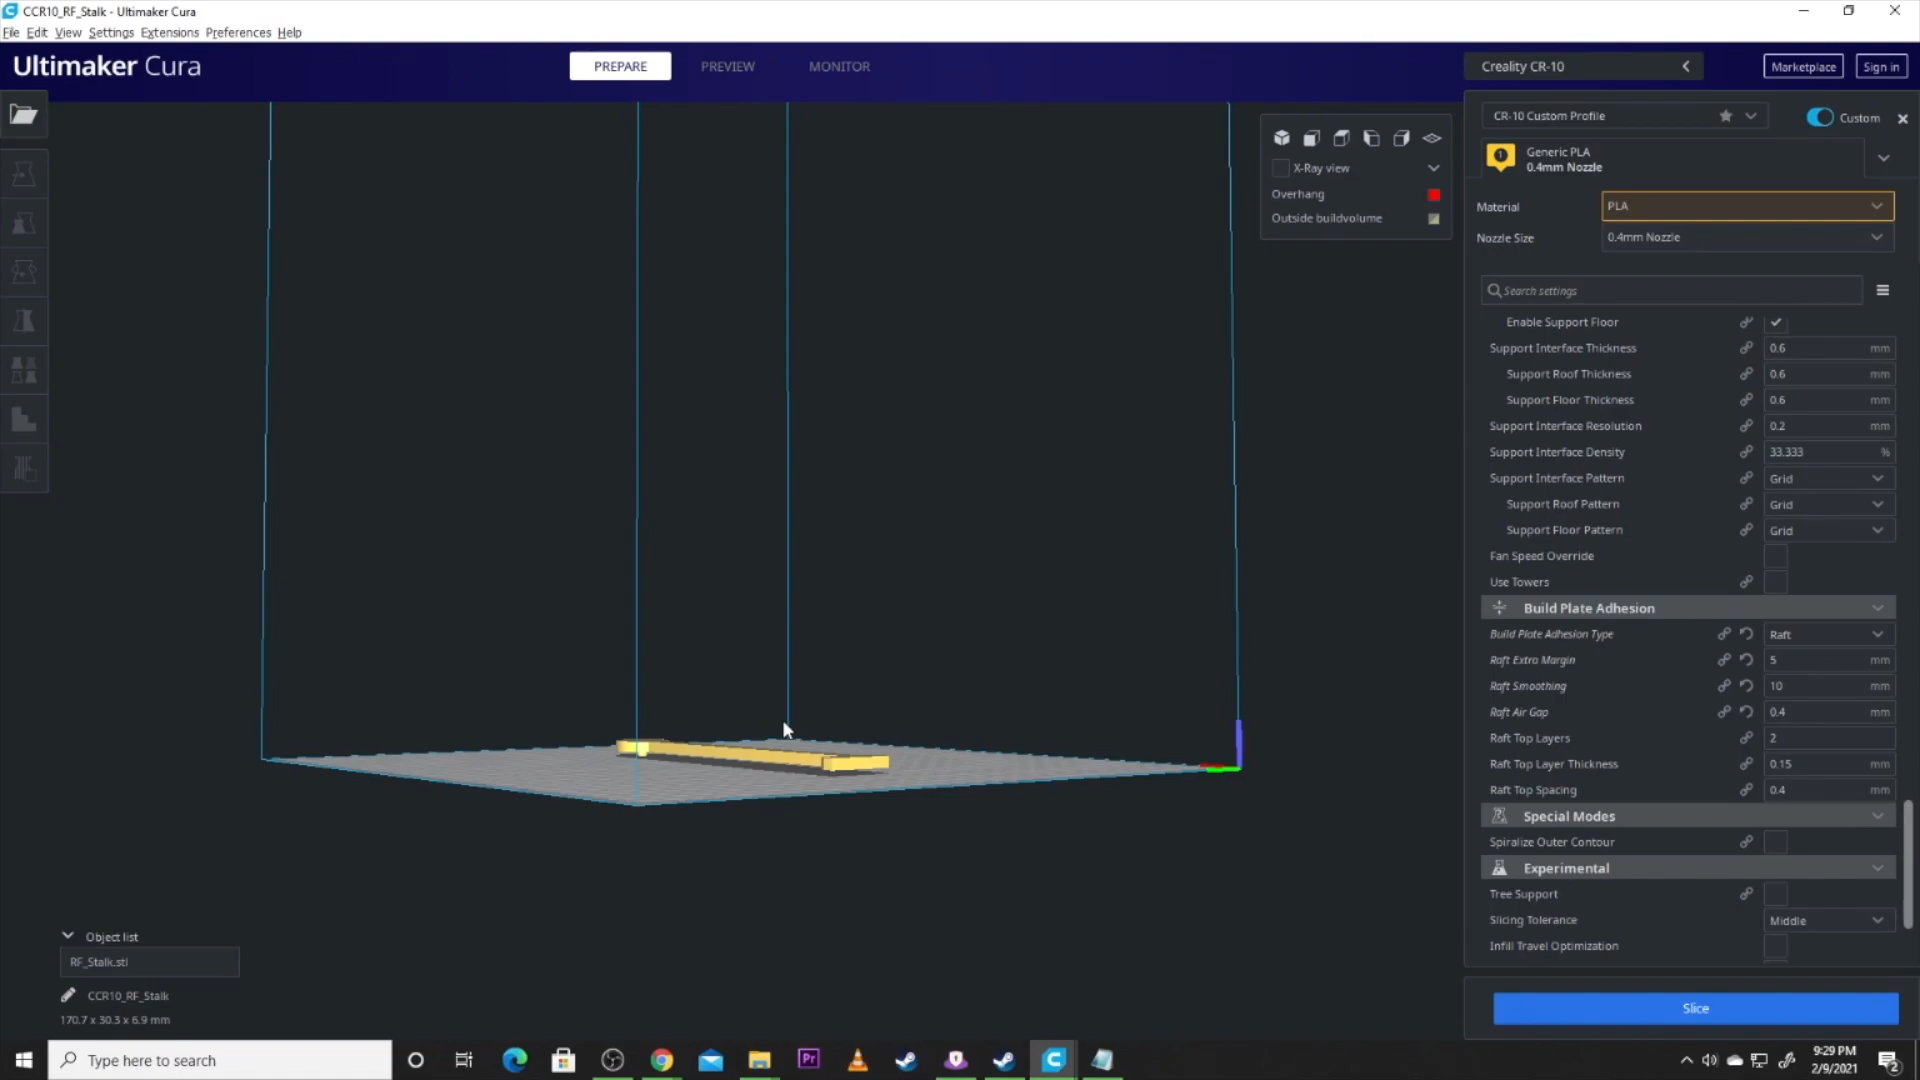 CCR10_RF_Stalk - Ultimaker Cura
File Edit View Settings Extensions Preferences Help
Ultimaker Cura
PREPARE
PREVIEW
MONITOR
Creality CR-10
Marketplace
Sign in
CR-10 Custom Profile
Custom
1
Generic PLA
0.4mm Nozzle
Material
PLA
Nozzle Size
0.4mm Nozzle
X-Ray view
Overhang
Outside buildvolume
Search settings
Enable Support Floor
Support Interface Thickness 0.6 mm
Support Roof Thickness 0.6 mm
Support Floor Thickness 0.6 mm
Support Interface Resolution 0.2 mm
Support Interface Density 33.333 %
Support Interface Pattern Grid
Support Roof Pattern Grid
Support Floor Pattern Grid
Fan Speed Override
Use Towers
Build Plate Adhesion
Build Plate Adhesion Type Raft
Raft Extra Margin 5 mm
Raft Smoothing 10 mm
Raft Air Gap 0.4 mm
Raft Top Layers 2
Raft Top Layer Thickness 0.15 mm
Raft Top Spacing 0.4 mm
Special Modes
Spiralize Outer Contour
Experimental
Tree Support
Slicing Tolerance Middle
Infill Travel Optimization
Slice
Object list
RF_Stalk.stl
CCR10_RF_Stalk
170.7 x 30.3 x 6.9 mm
Type here to search
Pr
9:29 PM
2/9/2021
2